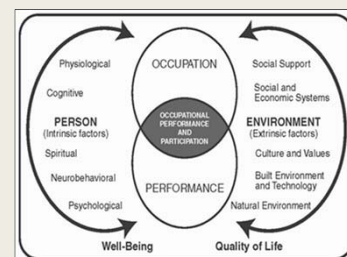 Physiological
Cognitive
PERSON
(Intrinsic factors)
Spiritual
Neurobehavioral
Psychological
OCCUPATION
OCCUPATIONAL
PERFORMANCE
AND
PARTICIPATION
PERFORMANCE
Social Support
Social and
Economic Systems
ENVIRONMENT
(Extrinsic factors)
Culture and Values
Built Environment
and Technology
Natural Environment
Well-Being
Quality of Life